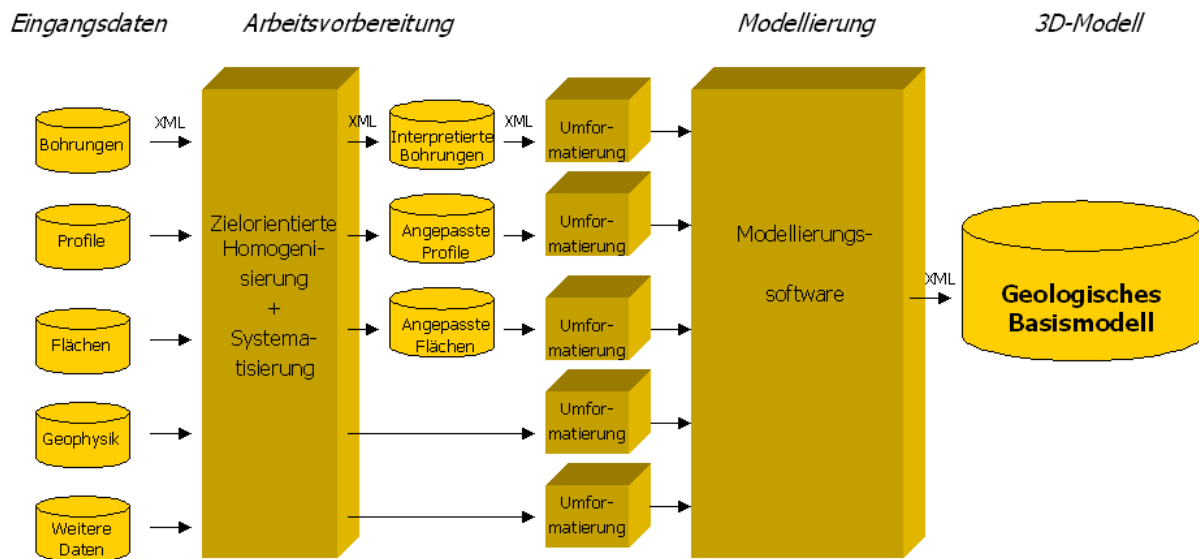 Eingangsdaten
Arbeitsvorbereitung
Modellierung
3D-Modell
XML
XML
XML
Bohrungen
Interpretierte
Bohrungen
Umfor-
matierung
Profile
Zielorientierte
Homogeni-
sierung
+
Systema-
tisierung
Angepasste
Profile
Umfor-
matierung
Modellierungs-
software
XML
Geologisches
Basismodell
Flächen
Angepasste
Flächen
Umfor-
matierung
Geophysik
Umfor-
matierung
Weitere
Daten
Umfor-
matierung